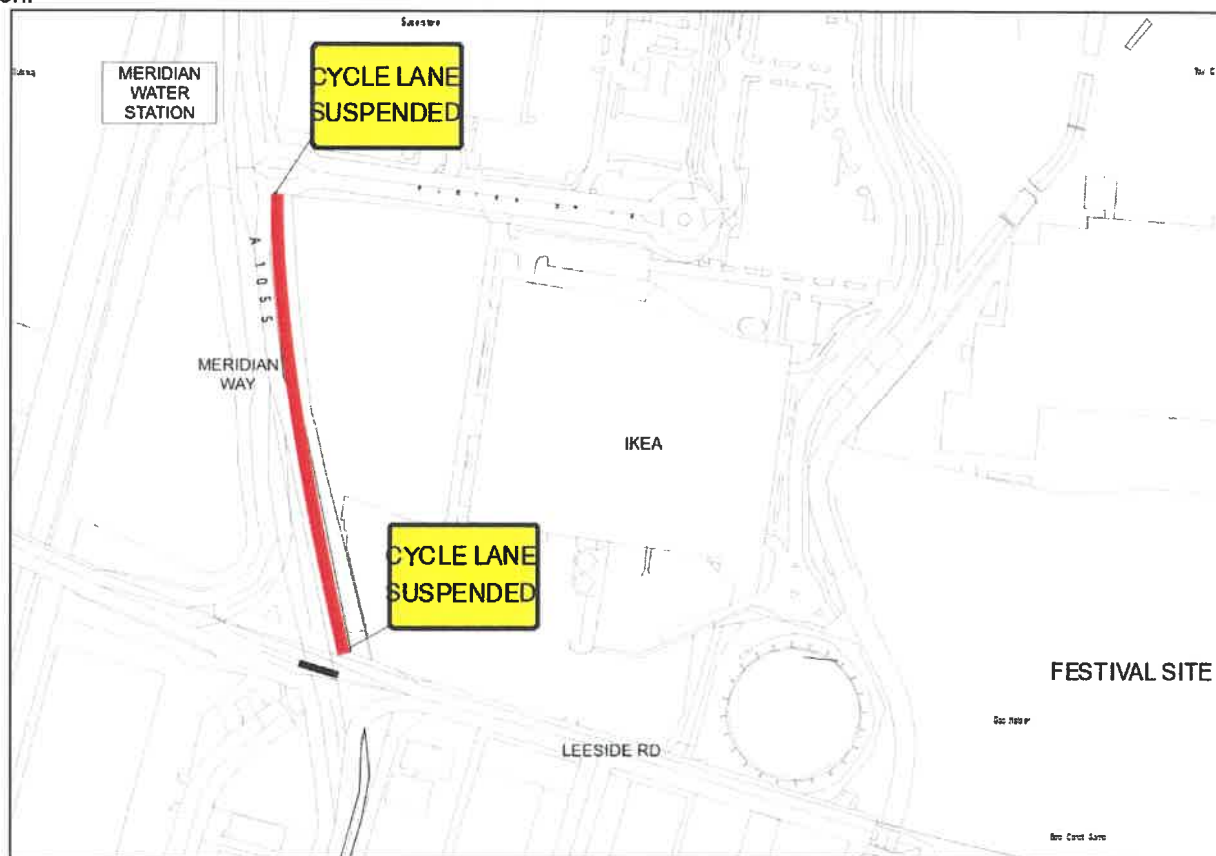 MERIDIAN
WATER
STATION
CYCLE LANE
SUSPENDED
A 1055
MERIDIAN
WAY
IKEA
CYCLE LANE
SUSPENDED
FESTIVAL SITE
LEESIDE RD